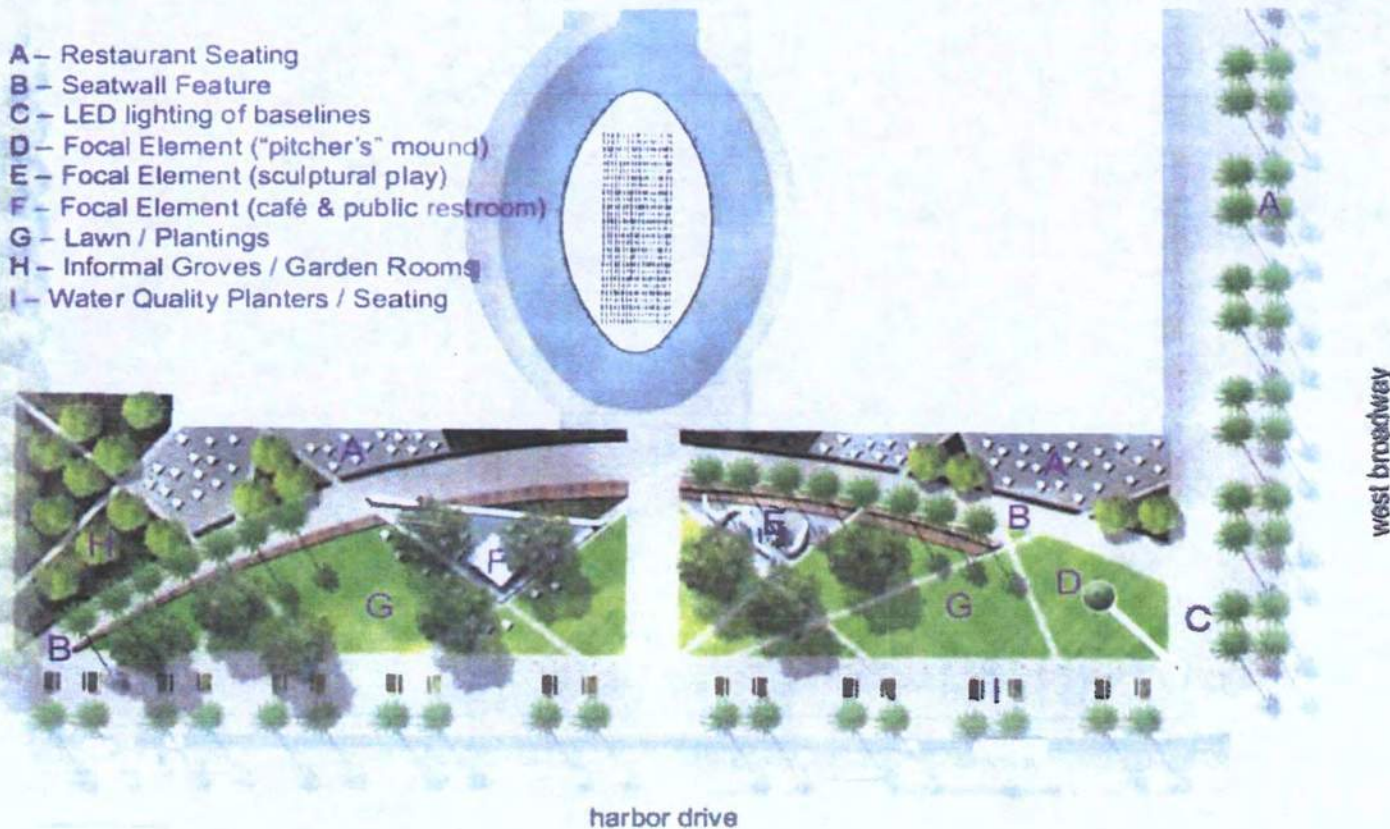 A – Restaurant Seating
B – Seatwall Feature
C – LED lighting of baselines
D – Focal Element ("pitcher's" mound)
E – Focal Element (sculptural play)
F – Focal Element (café & public restroom)
G – Lawn / Plantings
H – Informal Groves / Garden Rooms
I – Water Quality Planters / Seating
A
A
A
E
B
H
F
D
G
G
C
B
I
west broadway
harbor drive